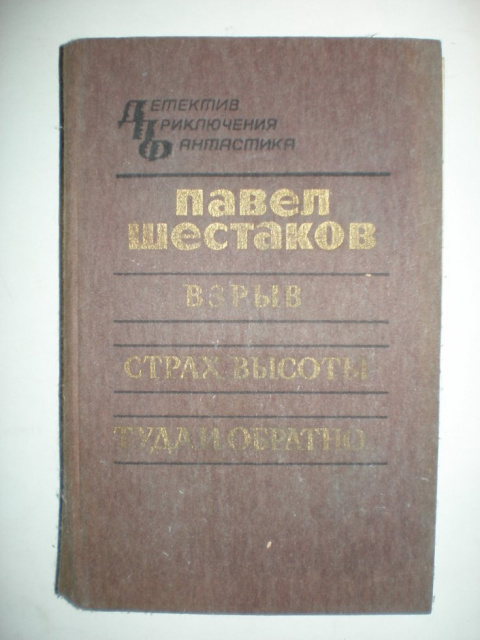 Детектив
Приключения
Фантастика
павел
шестаков
ВЗРЫВ
СТРАХ ВЫСОТЫ
ТУДА И ОБРАТНО